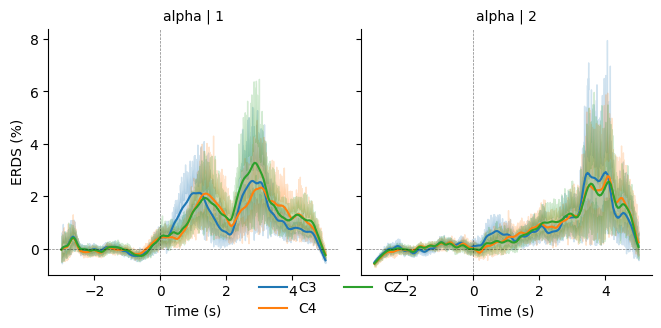 alpha | 1
alpha | 2
ERDS (%)
8
6
4
2
0
−2 0 2 4
−2 0 2 4
Time (s)
Time (s)
C3
C4
CZ